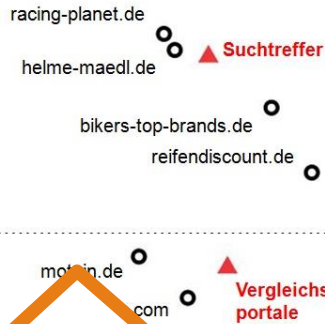 racing-planet.de
Suchtreffer
helme-maedl.de
bikers-top-brands.de
reifendiscount.de
Vergleichs
portale
com